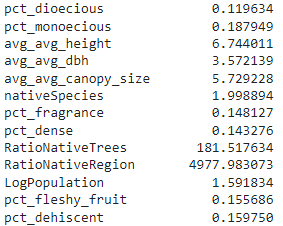 pct_dioecious 0.119634
pct_monoecious 0.187949
avg_avg_height 6.744011
avg_avg_dbh 3.572139
avg_avg_canopy_size 5.729228
nativeSpecies 1.998894
pct_fragrance 0.148127
pct_dense 0.143276
RatioNativeTrees 181.517634
RatioNativeRegion 4977.983073
LogPopulation 1.591834
pct_fleshy_fruit 0.155686
pct_dehiscent 0.159750